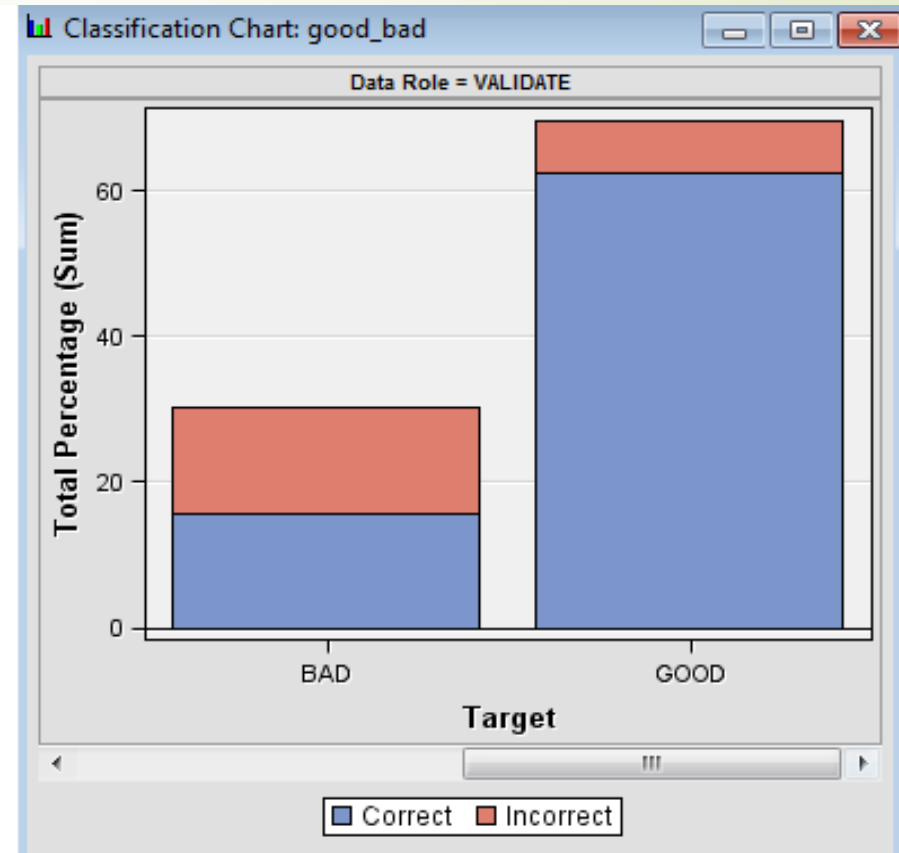 Classification Chart: good_bad
Data Role = VALIDATE
Total Percentage (Sum)
60
40
20
0
BAD GOOD
Target
Correct Incorrect